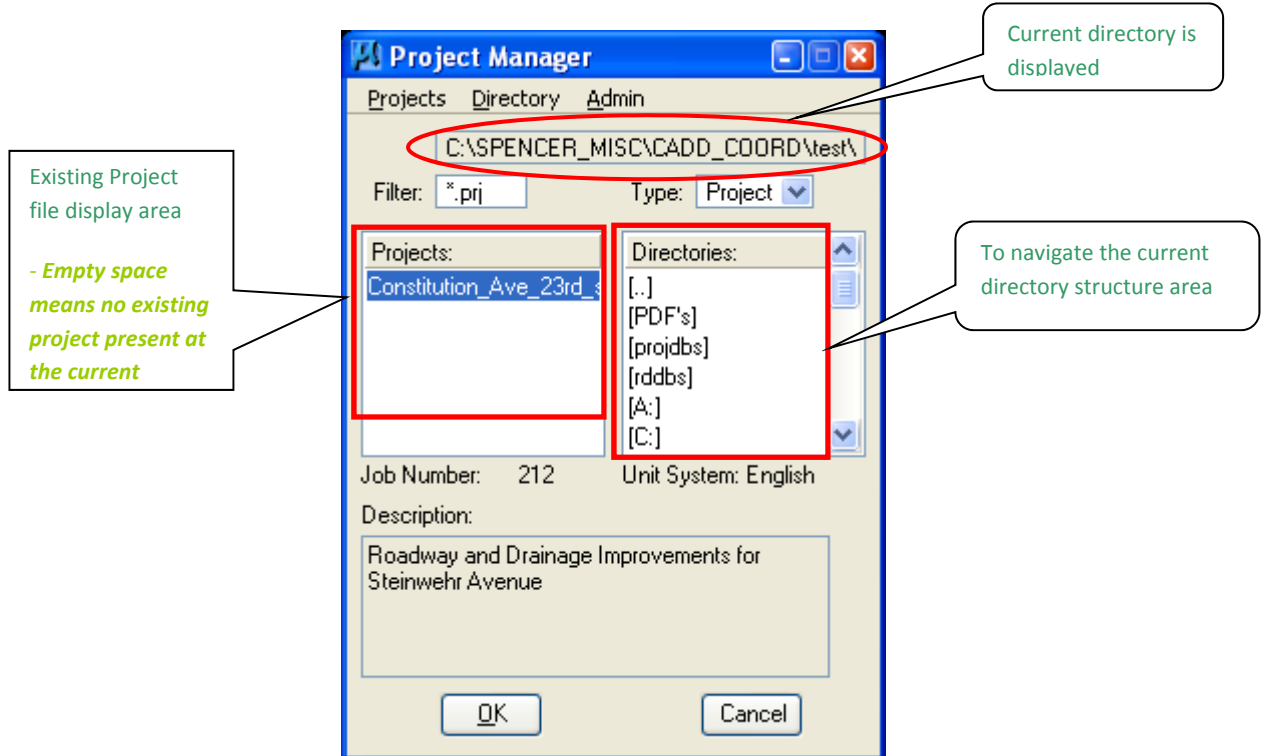 Current directory is
displayed
Project Manager
Projects Directory Admin
C:\SPENCER_MISC\CADD_COORD\test\
Filter: *.prj Type: Project
Existing Project
file display area
- Empty space
means no existing
project present at
the current
Projects:
Constitution_Ave_23rd_s
Directories:
[..]
[PDF's]
[projdbs]
[rddbs]
[A:]
[C:]
To navigate the current
directory structure area
Job Number: 212 Unit System: English
Description:
Roadway and Drainage Improvements for
Steinwehr Avenue
OK Cancel